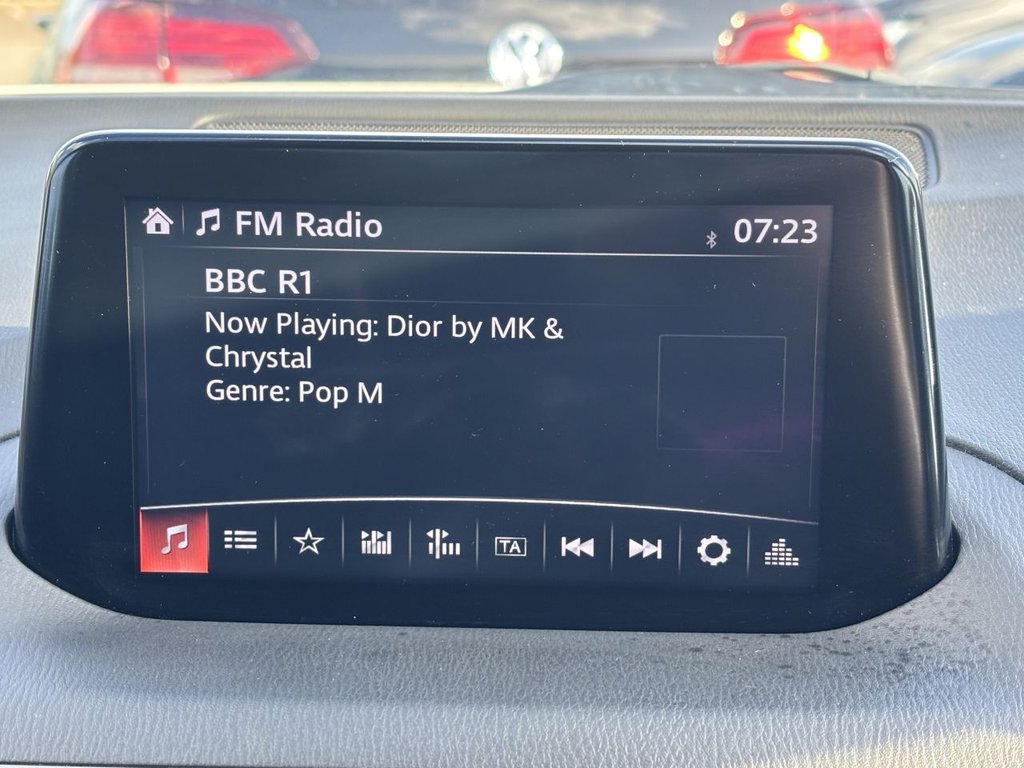 FM Radio
07:23
BBC R1
Now Playing: Dior by MK &
Chrystal
Genre: Pop M
TA